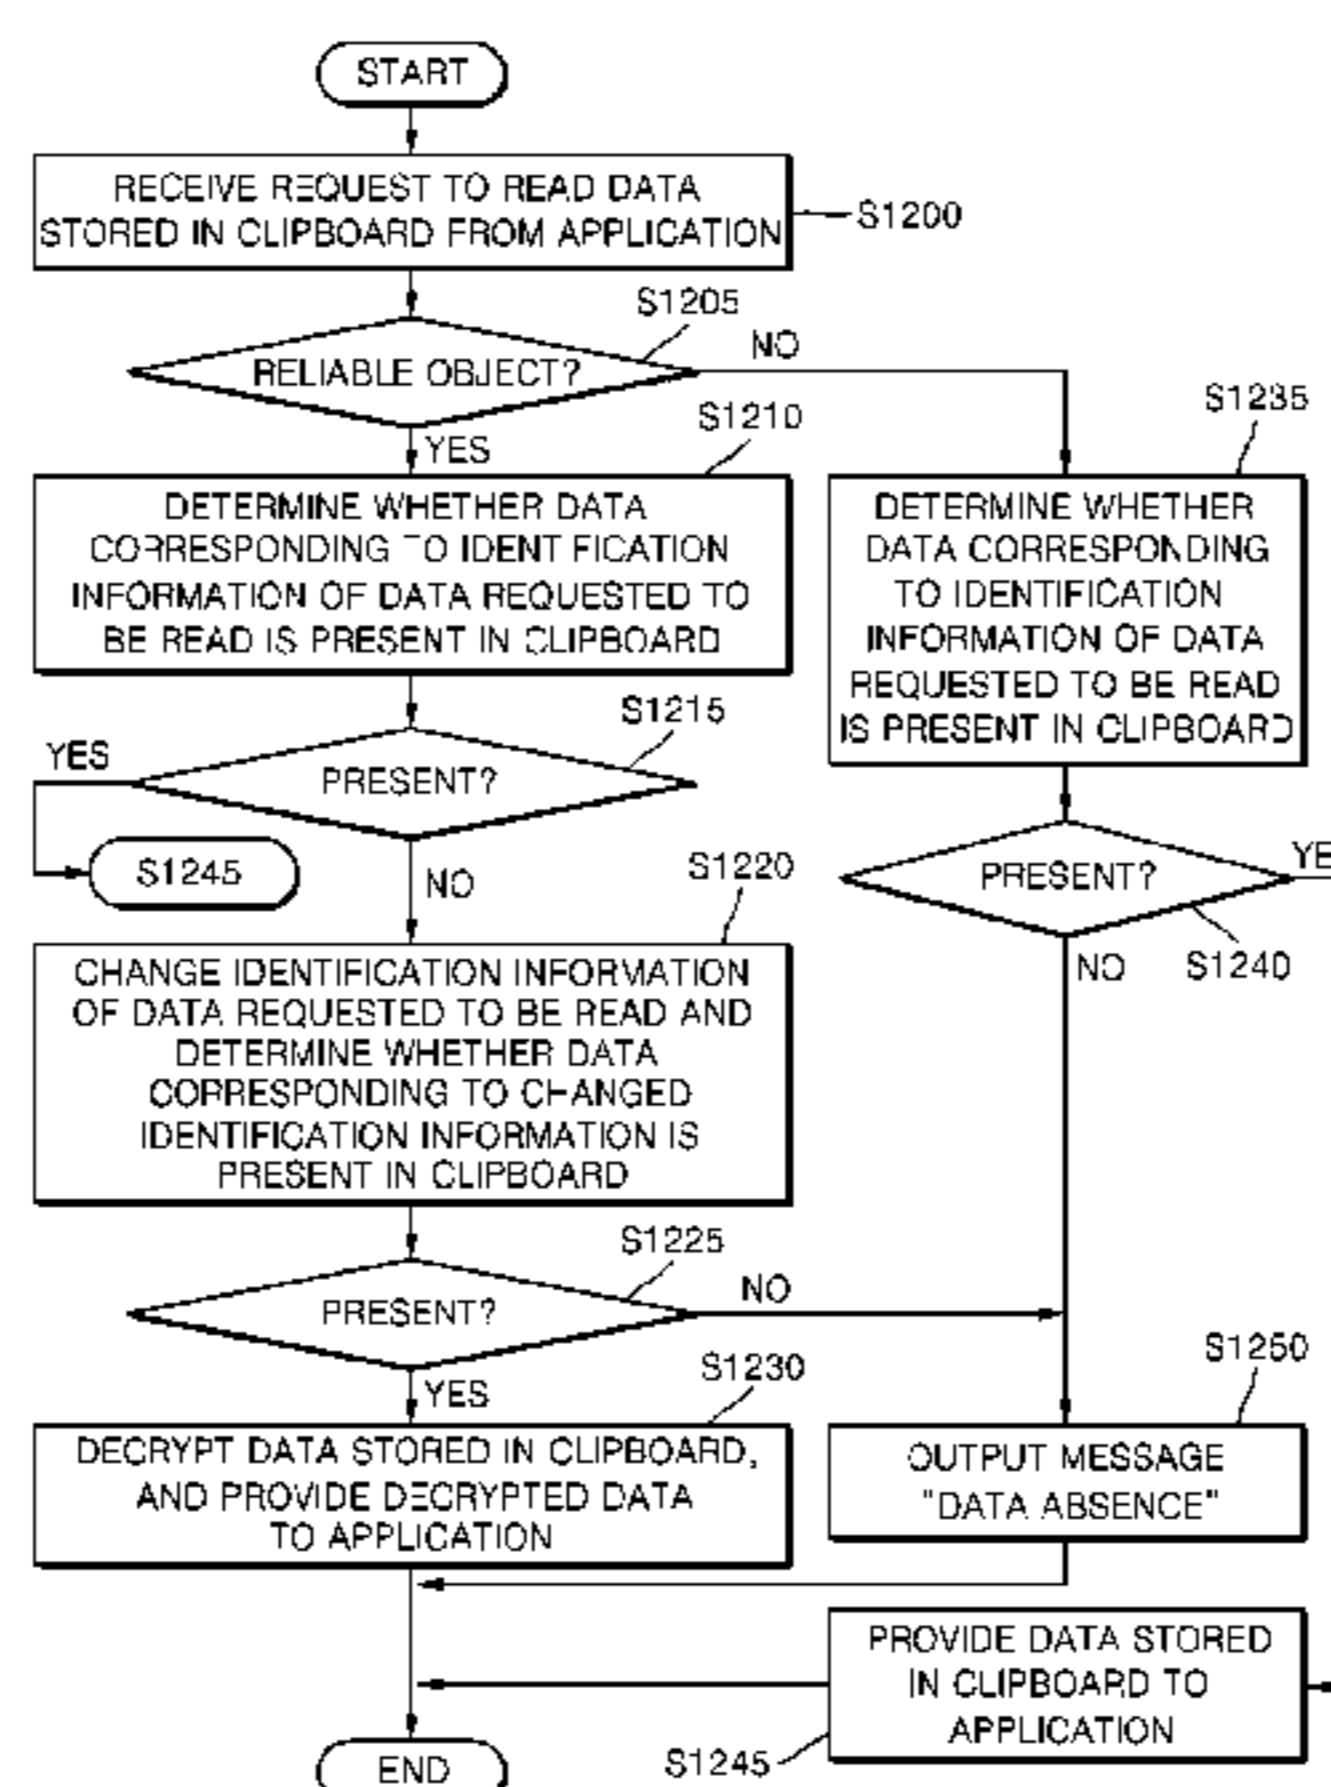 START
RECEIVE REQUEST TO READ DATA
STORED IN CLIPBOARD FROM APPLICATION
S1200
S1205
RELIABLE OBJECT?
NO
YES
S1210
DETERMINE WHETHER DATA
CORRESPONDING TO IDENTIFICATION
INFORMATION OF DATA REQUESTED TO
BE READ IS PRESENT IN CLIPBOARD
S1235
DETERMINE WHETHER
DATA CORRESPONDING
TO IDENTIFICATION
INFORMATION OF DATA
REQUESTED TO BE READ
IS PRESENT IN CLIPBOARD
S1215
YES
PRESENT?
S1245
NO
PRESENT?
YE
NO
S1240
S1220
CHANGE IDENTIFICATION INFORMATION
OF DATA REQUESTED TO BE READ AND
DETERMINE WHETHER DATA
CORRESPONDING TO CHANGED
IDENTIFICATION INFORMATION IS
PRESENT IN CLIPBOARD
S1225
PRESENT?
NO
YES
S1230
DECRYPT DATA STORED IN CLIPBOARD,
AND PROVIDE DECRYPTED DATA
TO APPLICATION
S1250
OUTPUT MESSAGE
"DATA ABSENCE"
PROVIDE DATA STORED
IN CLIPBOARD TO
APPLICATION
S1245
END